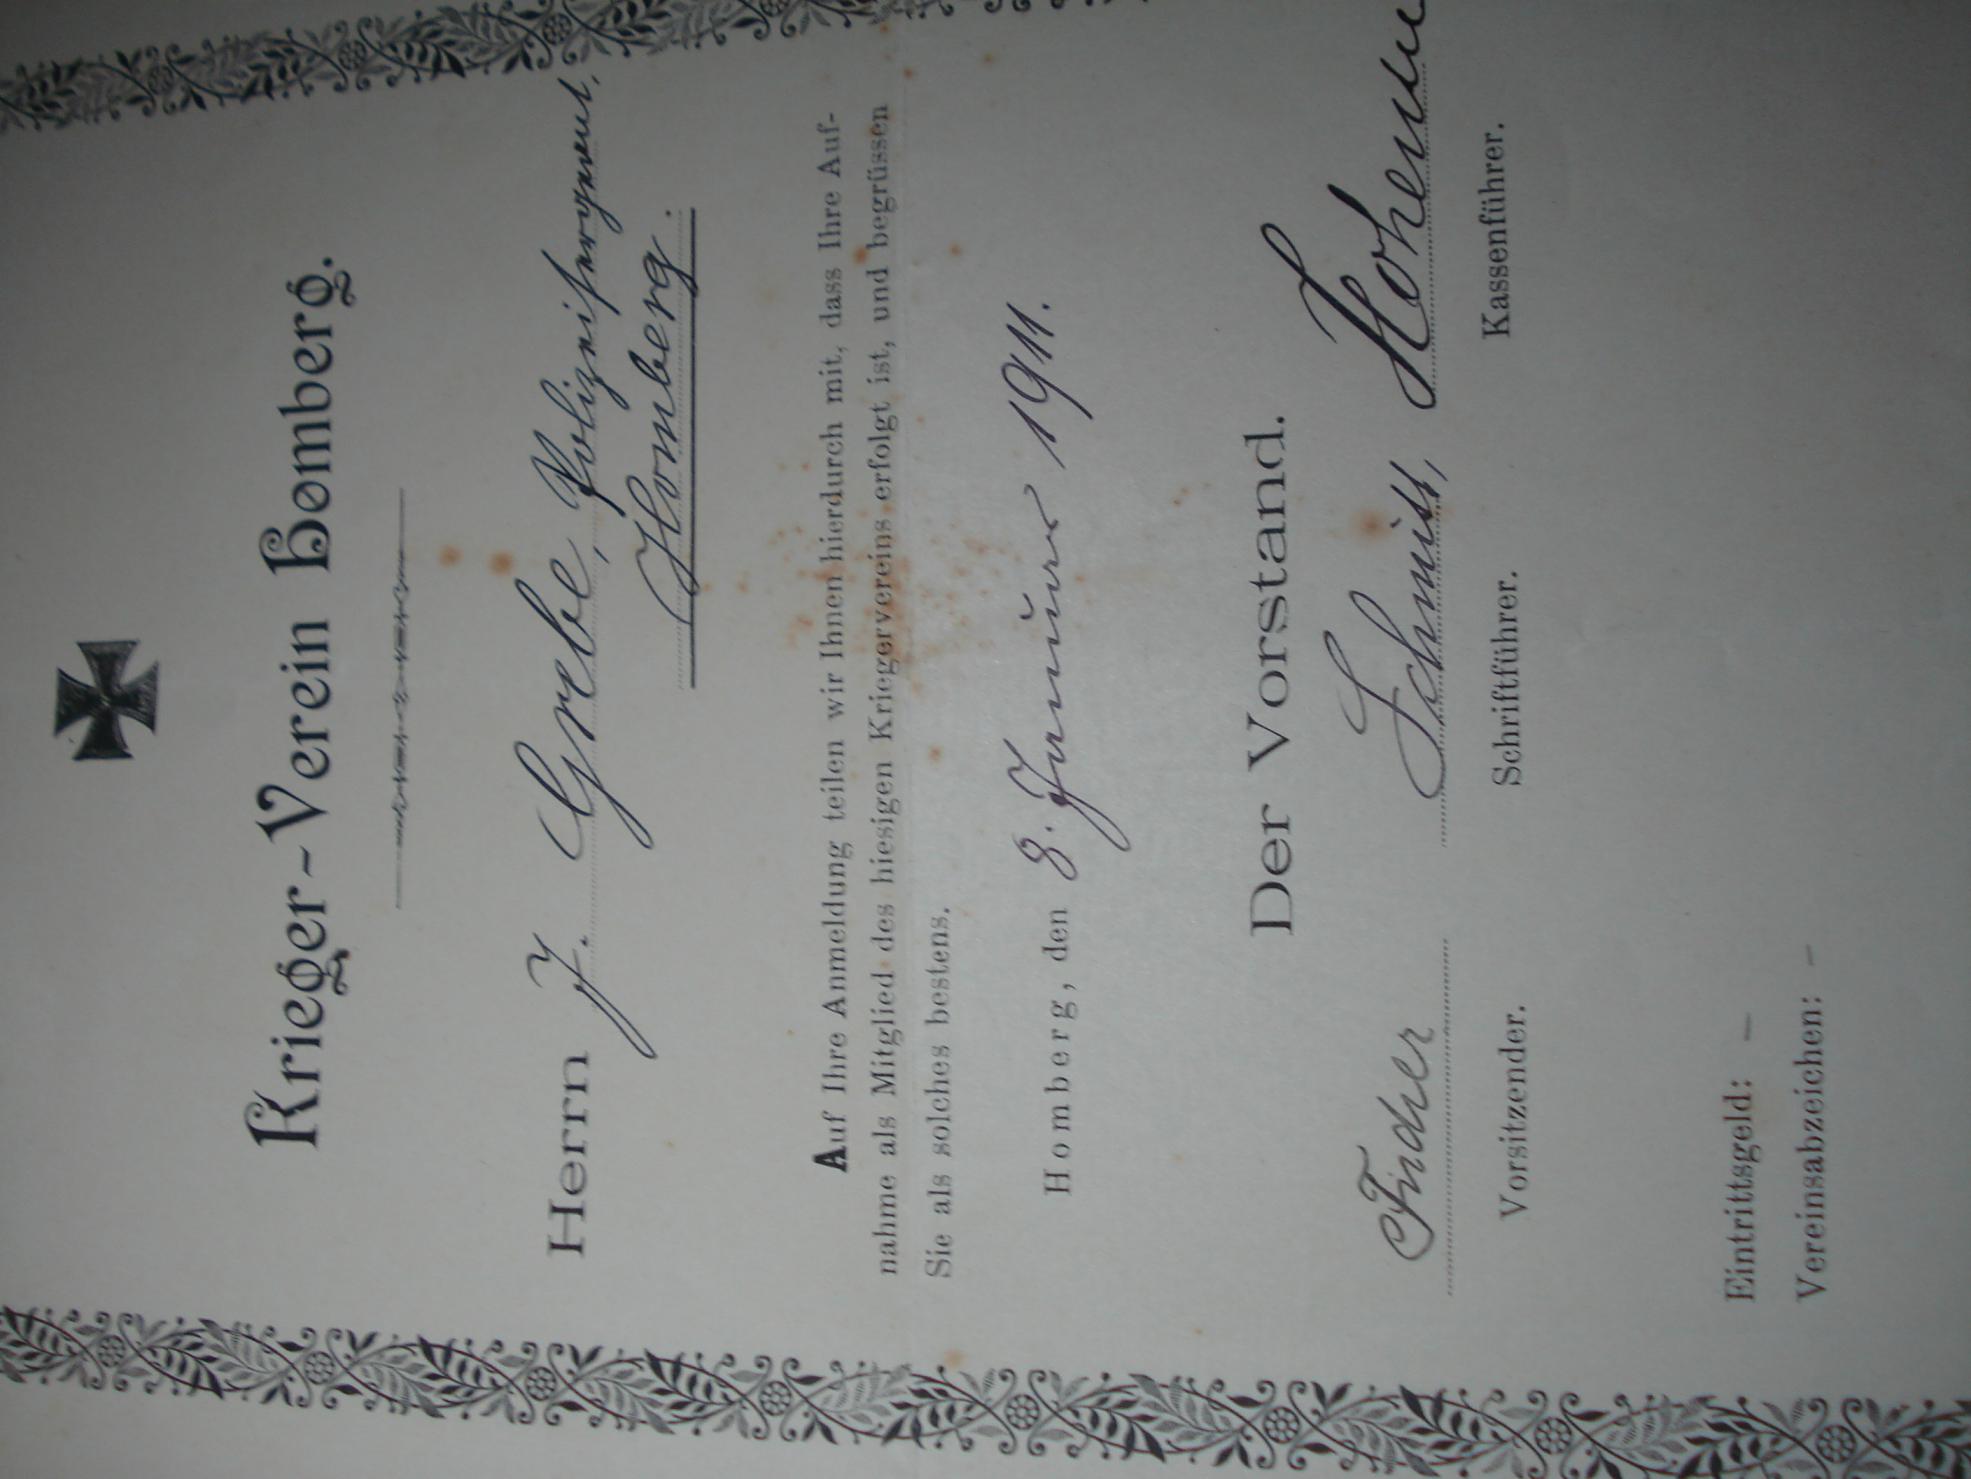 Krieger-Verein Homberg.
Herrn J. Grebe, Polizeisergeant,
Homberg.
Auf Ihre Anmeldung teilen wir Ihnen hierdurch mit, dass Ihre Auf-
nahme als Mitglied des hiesigen Kriegervereins erfolgt ist, und begrüssen
Sie als solches bestens.
Homberg, den 8. Januar 1911.
Der Vorstand.
Schmitt,
Vorsitzender. Schriftführer. Kassenführer.
Eintrittsgeld: —
Vereinsabzeichen: —